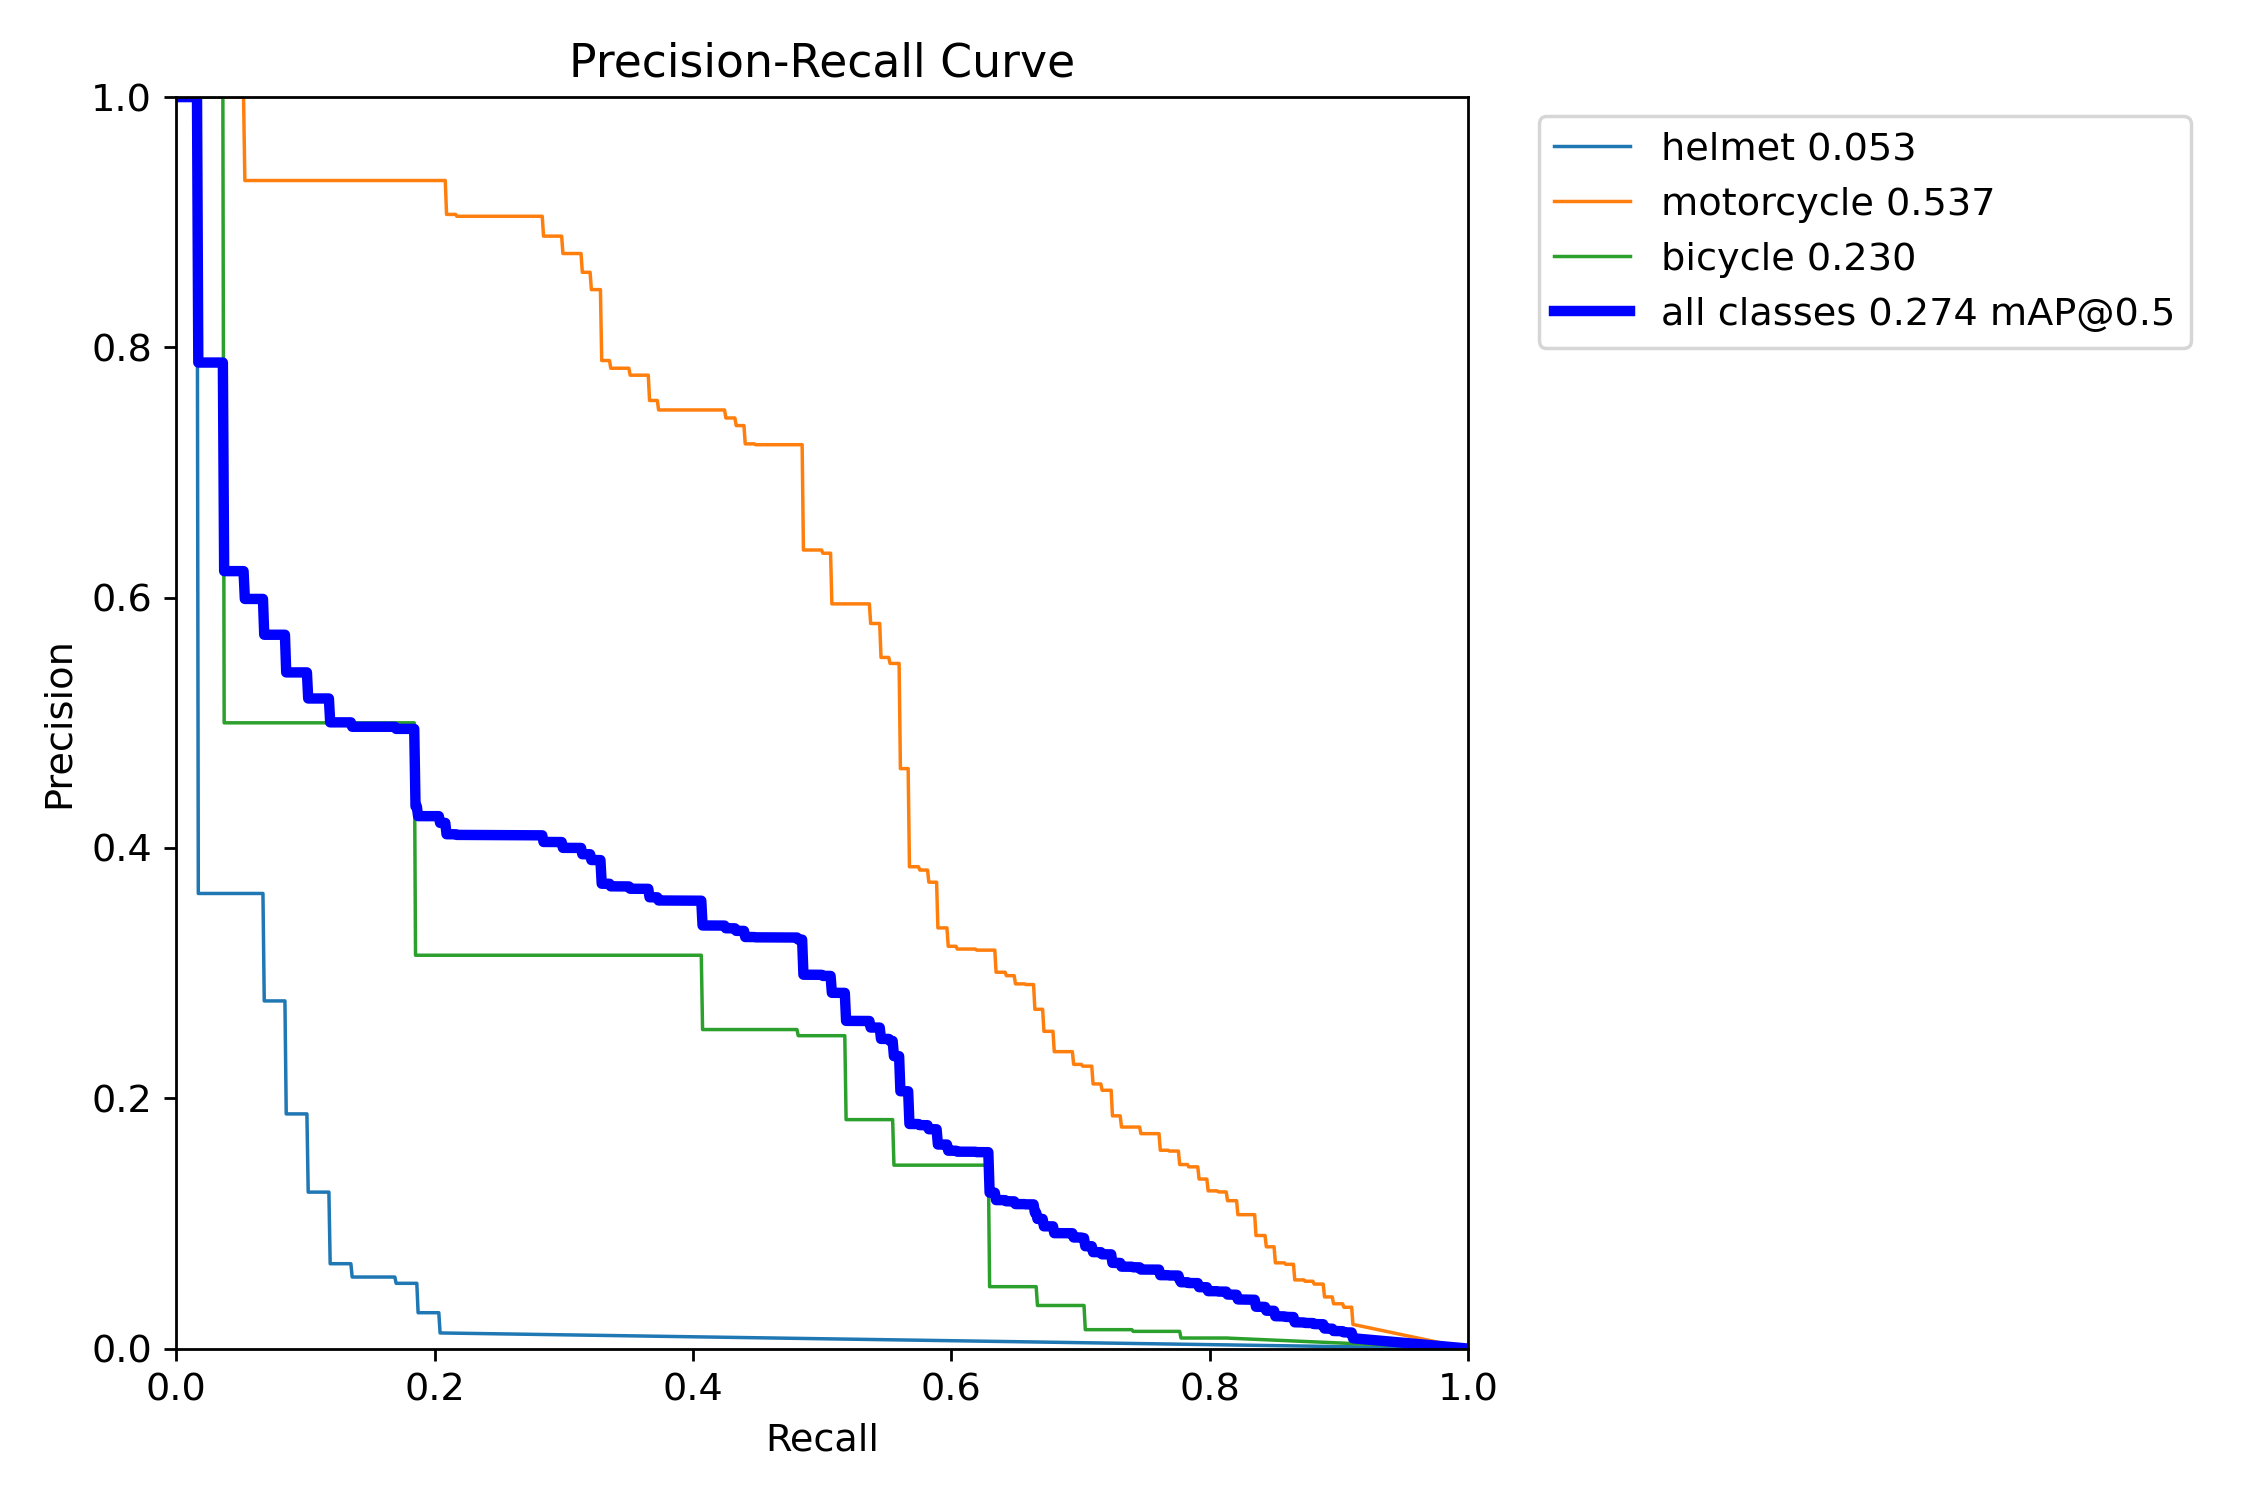 Precision-Recall Curve
1.0
0.8
0.6
0.4
0.2
0.0
Precision
0.0 0.2 0.4 0.6 0.8 1.0
Recall
helmet 0.053
motorcycle 0.537
bicycle 0.230
all classes 0.274 mAP@0.5